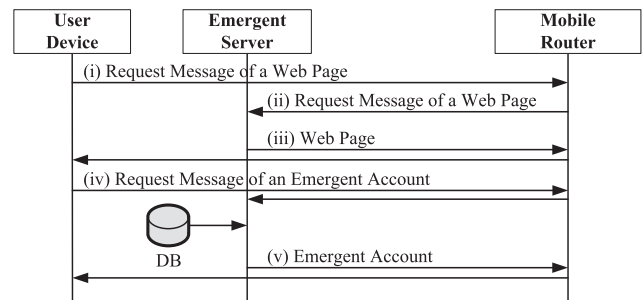 User
Device
Emergent
Server
Mobile
Router
(i) Request Message of a Web Page
(ii) Request Message of a Web Page
(iii) Web Page
(iv) Request Message of an Emergent Account
DB
(v) Emergent Account